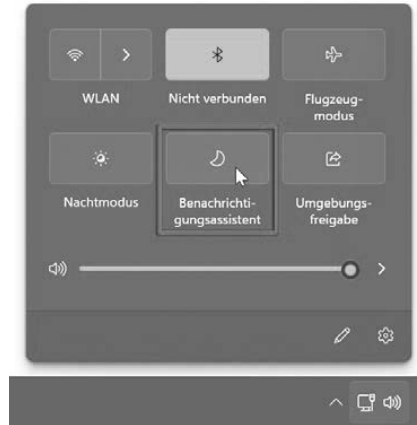 WLAN
Nicht verbunden
Flugzeug-
modus
Nachtmodus
Benachrichti-
gungsassistent
Umgebungs-
freigabe